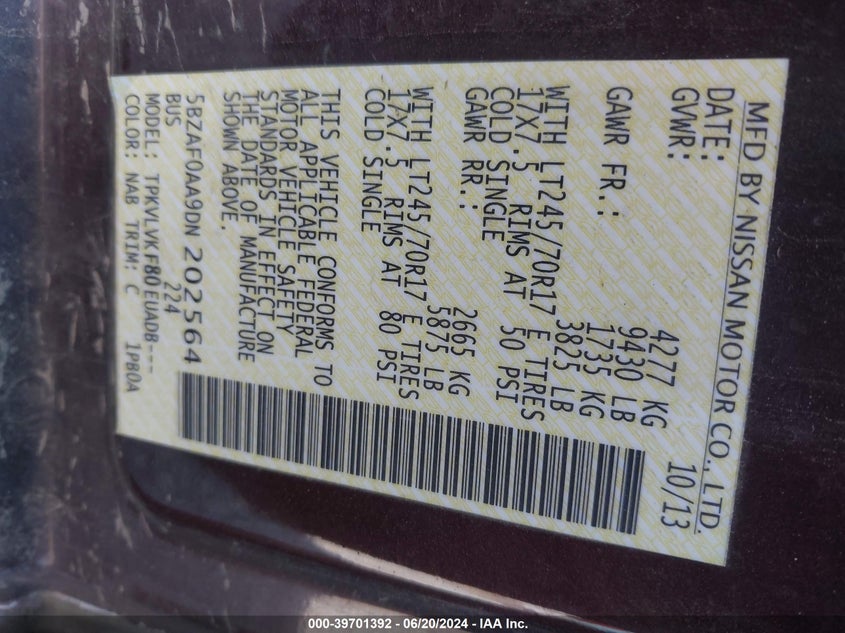 MFD BY NISSAN MOTOR CO., LTD.
DATE: 10/13
GVWR: 4277 KG
9430 LB
GAWR FR.: 1735 KG
3825 LB
WITH LT245/70R17 E TIRES
17X7.5 RIMS AT 50 PSI
COLD SINGLE
GAWR RR.: 2665 KG
5875 LB
WITH LT245/70R17 E TIRES
17X7.5 RIMS AT 80 PSI
COLD SINGLE
THIS VEHICLE CONFORMS TO
ALL APPLICABLE FEDERAL
MOTOR VEHICLE SAFETY
STANDARDS IN EFFECT ON
THE DATE OF MANUFACTURE
SHOWN ABOVE.
5BZAF0AA9DN202564
BUS 224
MODEL: TPKVLVKF80EUADB---
COLOR: NAB TRIM: C 1PB0A
000-39701392 - 06/20/2024 - IAA Inc.